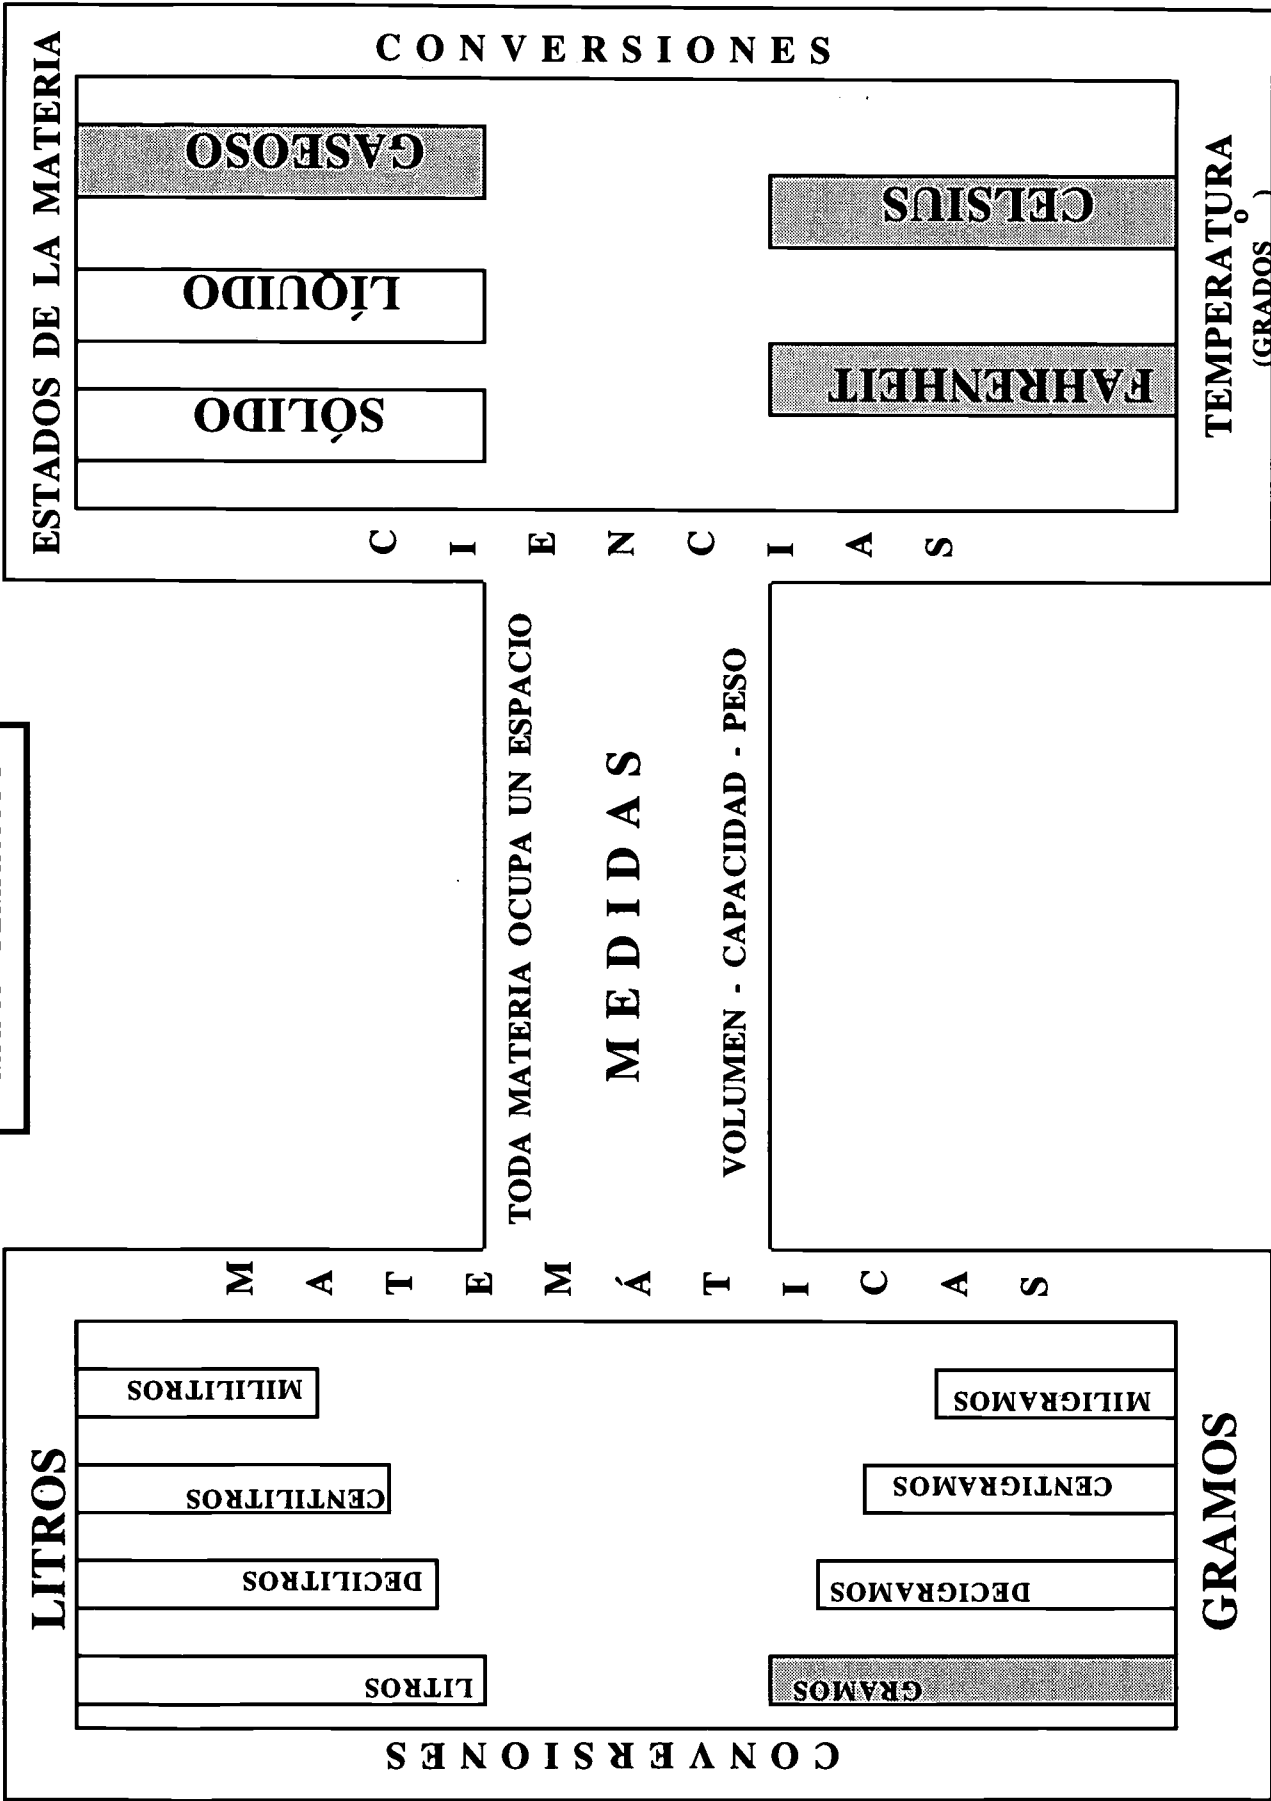 CONVERSIONES
ESTADOS DE LA MATERIA
GASEOSO
LÍQUIDO
SÓLIDO
CELSIUS
FAHRENHEIT
TEMPERATURA
(GRADOS º )
CIENCIAS
TODA MATERIA OCUPA UN ESPACIO
MEDIDAS
VOLUMEN - CAPACIDAD - PESO
MATEMÁTICAS
LITROS
MILILITROS
CENTILITROS
DECILITROS
LITROS
MILIGRAMOS
CENTIGRAMOS
DECIGRAMOS
GRAMOS
GRAMOS
CONVERSIONES